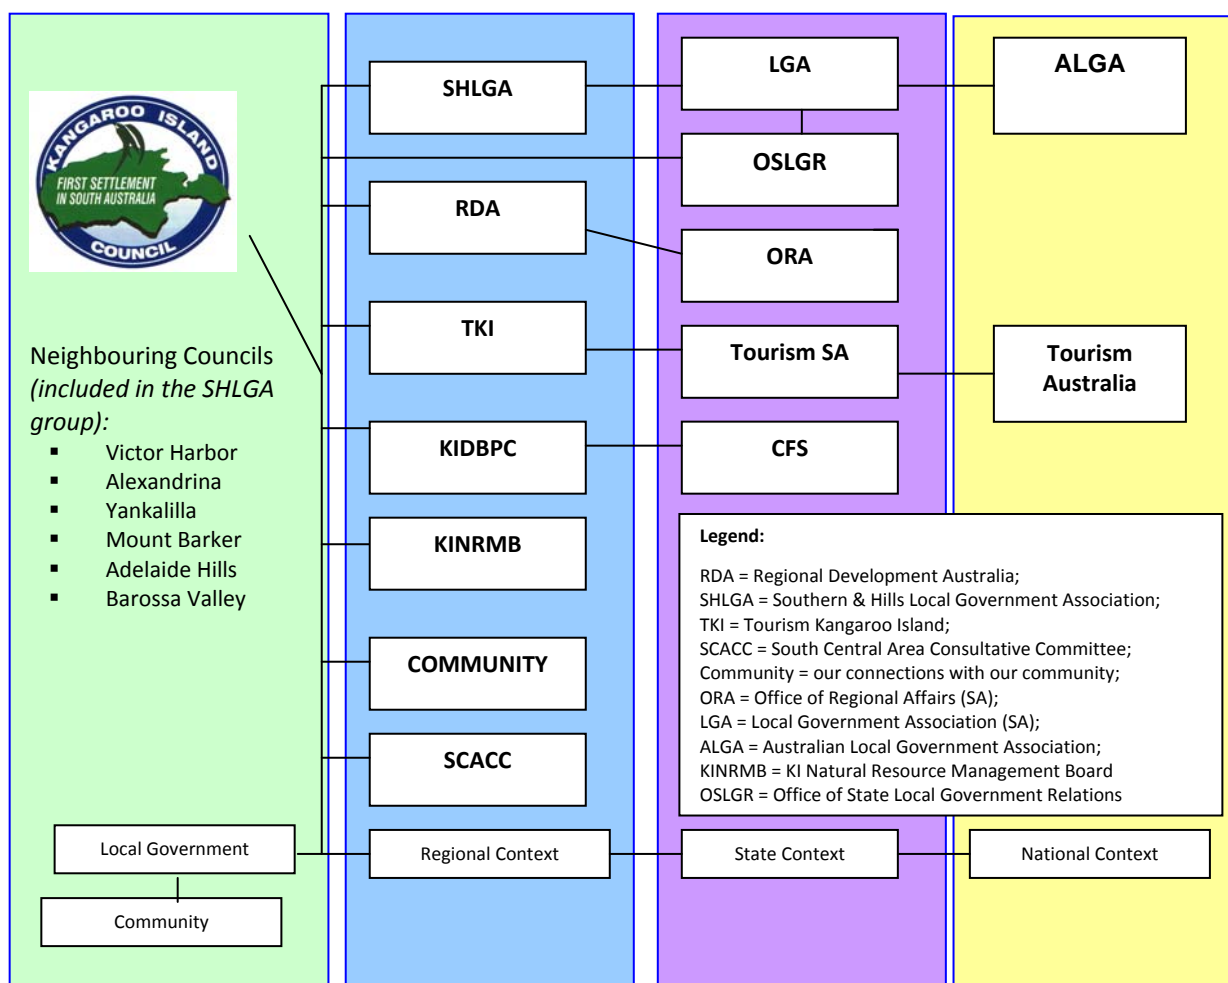 KANGAROO ISLAND
FIRST SETTLEMENT
IN SOUTH AUSTRALIA
COUNCIL
Neighbouring Councils
(included in the SHLGA
group):
▪ Victor Harbor
▪ Alexandrina
▪ Yankalilla
▪ Mount Barker
▪ Adelaide Hills
▪ Barossa Valley
Local Government
Community
SHLGA
RDA
TKI
KIDBPC
KINRMB
COMMUNITY
SCACC
Regional Context
LGA
OSLGR
ORA
Tourism SA
CFS
ALGA
Tourism
Australia
Legend:
RDA = Regional Development Australia;
SHLGA = Southern & Hills Local Government Association;
TKI = Tourism Kangaroo Island;
SCACC = South Central Area Consultative Committee;
Community = our connections with our community;
ORA = Office of Regional Affairs (SA);
LGA = Local Government Association (SA);
ALGA = Australian Local Government Association;
KINRMB = KI Natural Resource Management Board
OSLGR = Office of State Local Government Relations
State Context
National Context